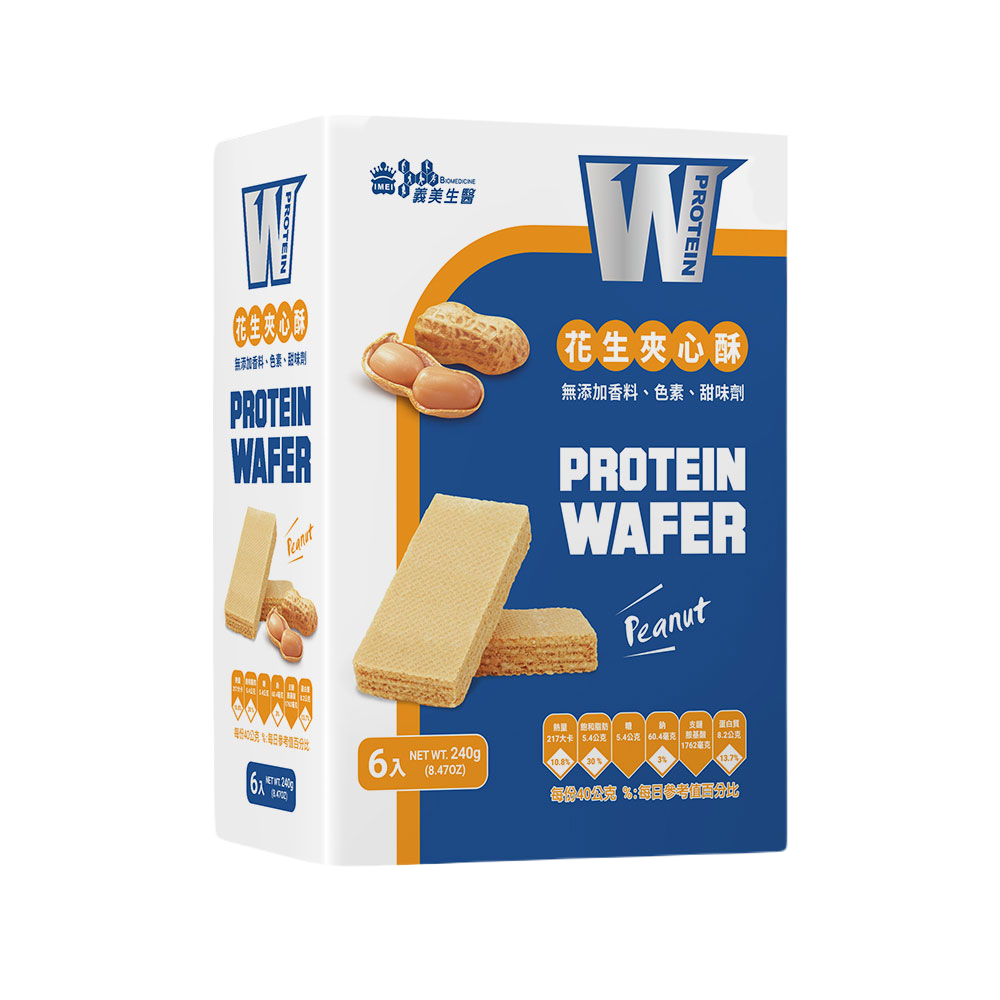 W PROTEIN
花生夾心酥
無添加香料、色素、甜味劑
PROTEIN
WAFER
Peanut
每份40公克 %:每日參考值百分比
6入 NET WT. 240g
(8.47OZ)
IMEI BIOMEDICINE
義美生醫
W PROTEIN
花生夾心酥
無添加香料、色素、甜味劑
PROTEIN
WAFER
Peanut
熱量 飽和脂肪 糖 鈉 支鏈胺基酸 蛋白質
217大卡 5.4公克 5.4公克 60.4毫克 1762毫克 8.2公克
10.8% 30% 3% 13.7%
每份40公克 %:每日參考值百分比
6入 NET WT. 240g
(8.47OZ)